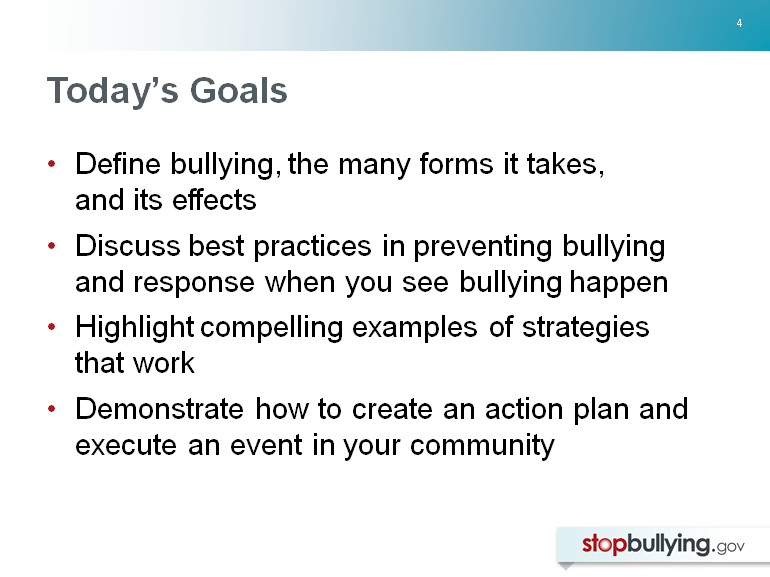 4
Today’s Goals
• Define bullying, the many forms it takes,
and its effects
• Discuss best practices in preventing bullying
and response when you see bullying happen
• Highlight compelling examples of strategies
that work
• Demonstrate how to create an action plan and
execute an event in your community
stopbullying.gov